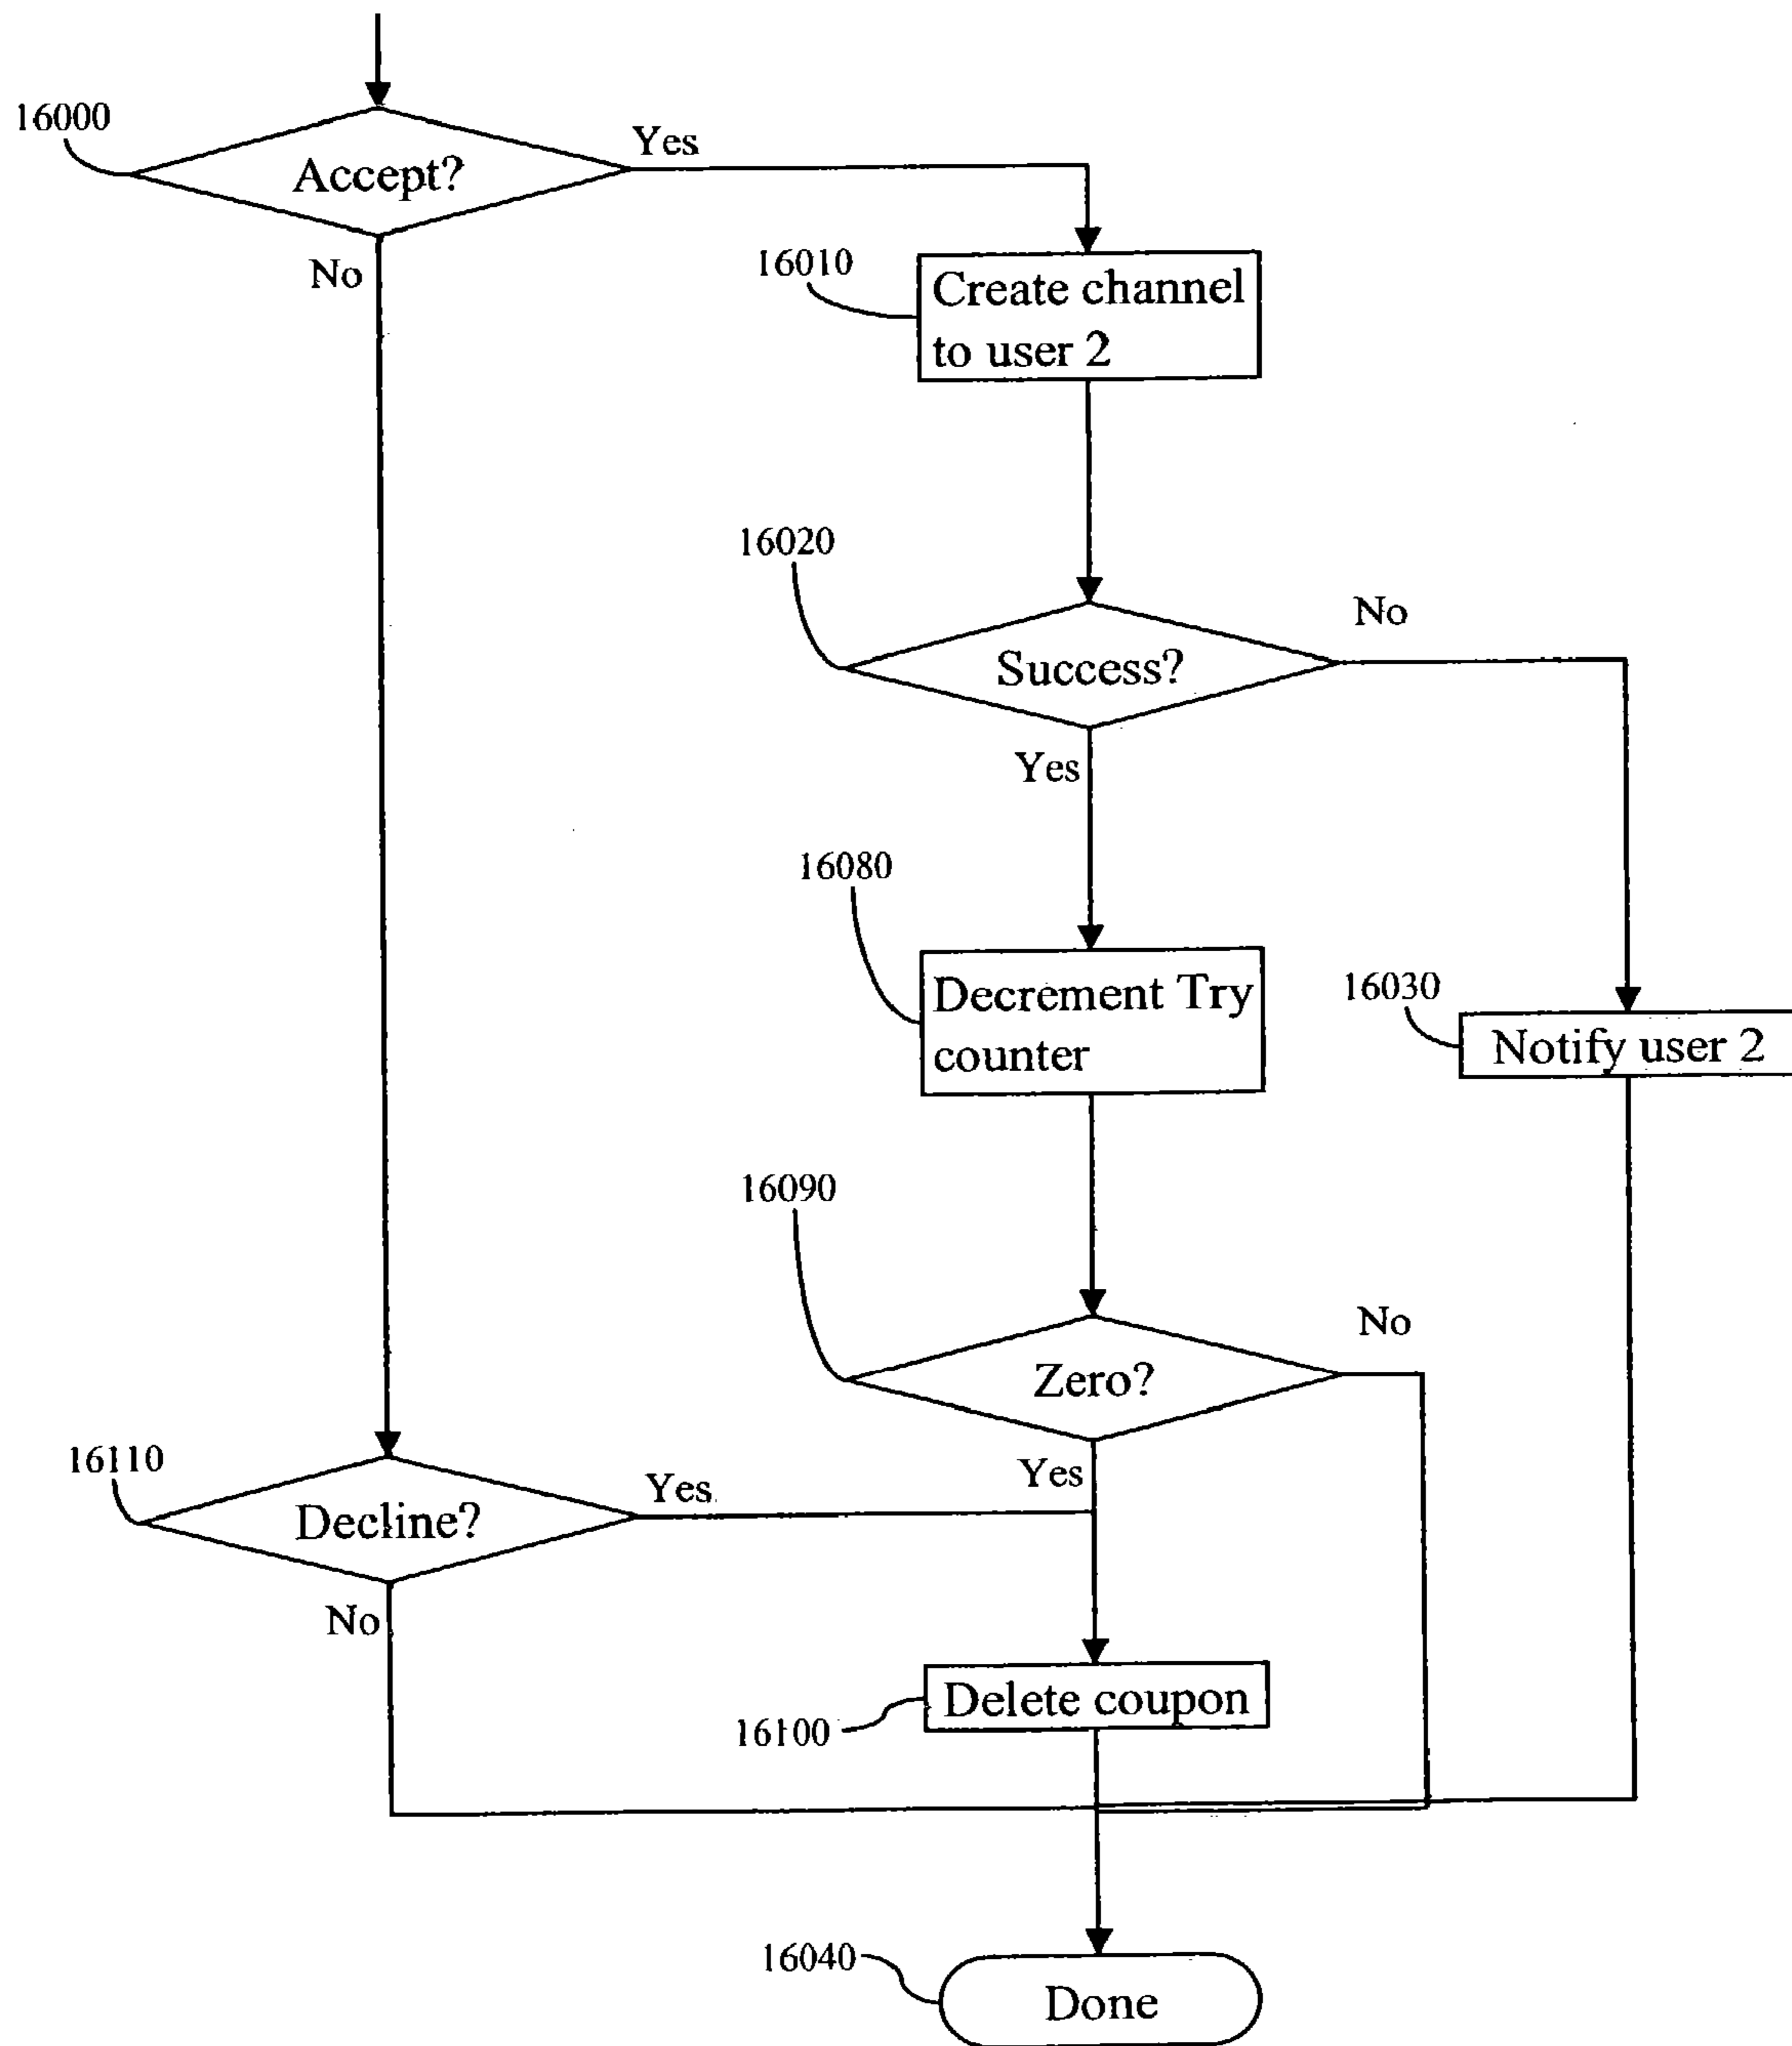 16000
Accept?
Yes
No
16010
Create channel
to user 2
16020
Success?
No
Yes
16080
Decrement Try
counter
16030
Notify user 2
16090
Zero?
No
Yes
16110
Decline?
Yes
No
Delete coupon
16100
16040
Done